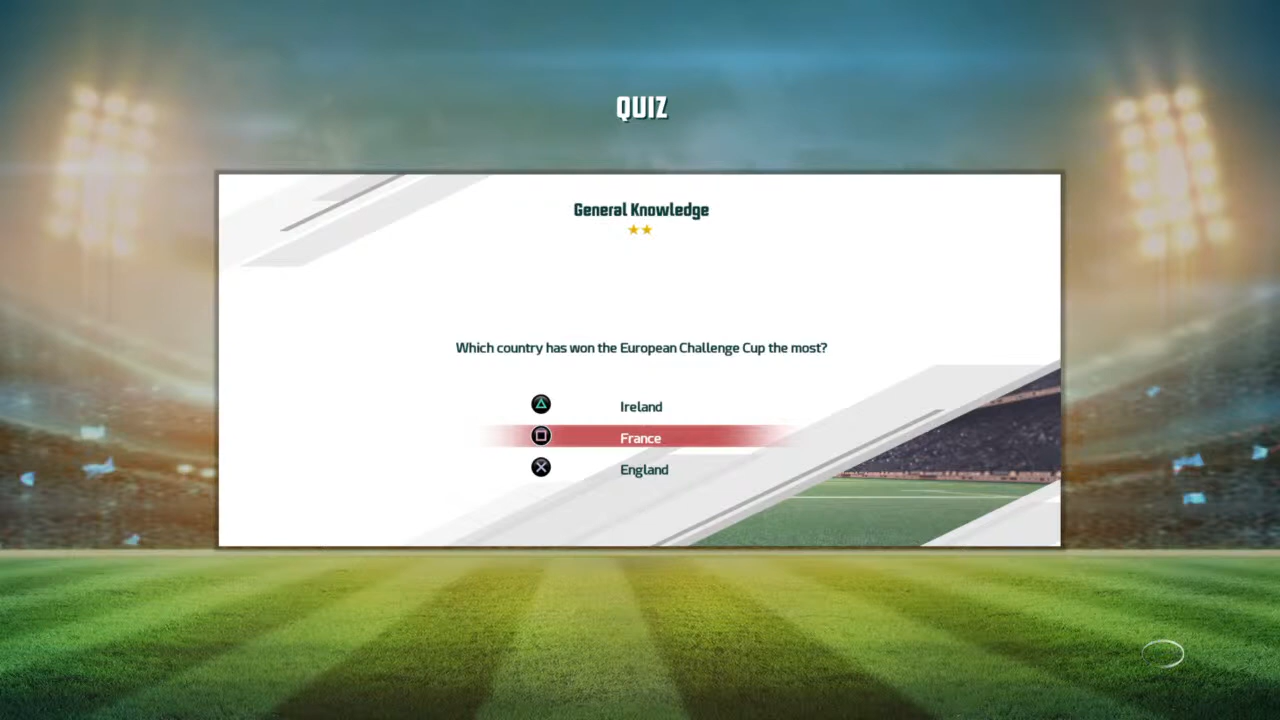 QUIZ
General Knowledge
Which country has won the European Challenge Cup the most?
Ireland
France
England